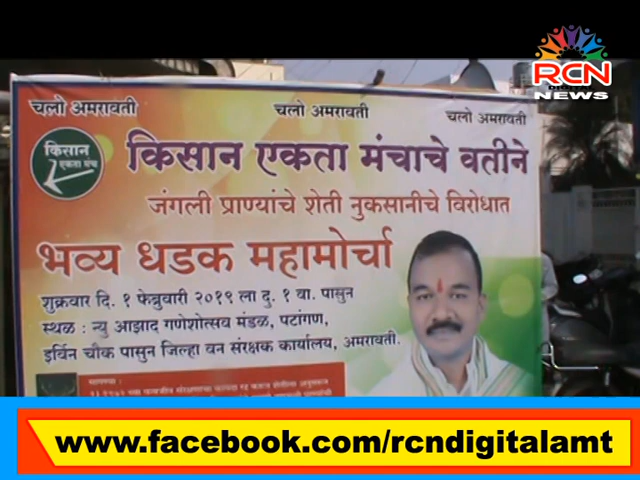 RCN
NEWS
चलो अमरावती चलो अमरावती चलो अमरावती
किसान
एकता मंच
किसान एकता मंचाचे वतीने
जंगली प्राण्यांचे शेती नुकसानीचे विरोधात
भव्य धडक महामोर्चा
शुक्रवार दि. १ फेब्रुवारी २०१९ ला दु. १ वा. पासुन
स्थळ : न्यु आझाद गणेशोत्सव मंडळ, पटांगण,
इर्विन चौक पासुन जिल्हा वन संरक्षक कार्यालय, अमरावती.
www.facebook.com/rcndigitalamt